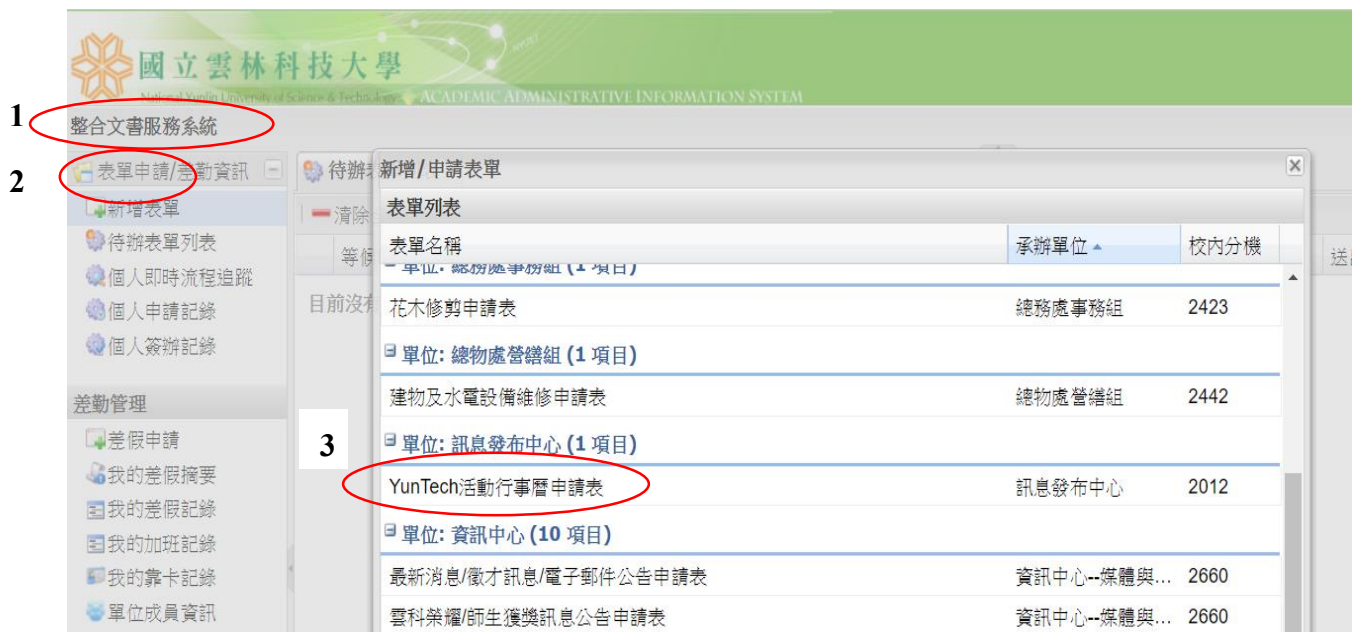 國立雲林科技大學
National Yunlin University of Science & Technology ACADEMIC ADMINISTRATIVE INFORMATION SYSTEM
1
整合文書服務系統
2
表單申請/差勤資訊
新增表單
待辦表單列表
個人即時流程追蹤
個人申請記錄
個人簽辦記錄
差勤管理
差假申請
我的差假摘要
我的差假記錄
我的加班記錄
我的靠卡記錄
單位成員資訊
待辦
清除
等候
目前沒有
送
新增/申請表單
表單列表
表單名稱 承辦單位 校內分機
單位: 總務處事務組 (1 項目)
花木修剪申請表 總務處事務組 2423
單位: 總物處營繕組 (1 項目)
建物及水電設備維修申請表 總物處營繕組 2442
3
單位: 訊息發布中心 (1 項目)
YunTech活動行事曆申請表 訊息發布中心 2012
單位: 資訊中心 (10 項目)
最新消息/徵才訊息/電子郵件公告申請表 資訊中心--媒體與... 2660
雲科榮耀/師生獲獎訊息公告申請表 資訊中心--媒體與... 2660